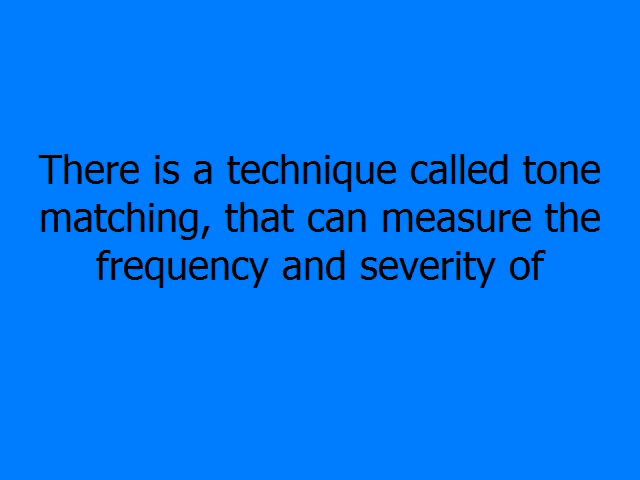 There is a technique called tone
matching, that can measure the
frequency and severity of